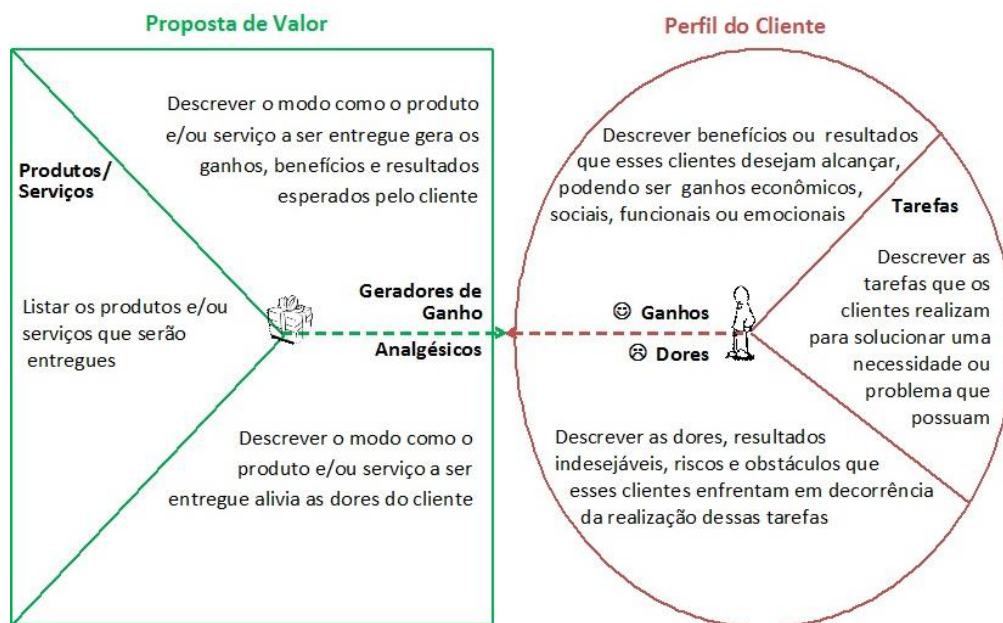 Proposta de Valor
Produtos/
Serviços
Descrever o modo como o produto
e/ou serviço a ser entregue gera os
ganhos, benefícios e resultados
esperados pelo cliente
Listar os produtos e/ou
serviços que serão
entregues
Geradores de
Ganho
Analgésicos
Descrever o modo como o
produto e/ou serviço a ser
entregue alivia as dores do cliente
Perfil do Cliente
Descrever benefícios ou resultados
que esses clientes desejam alcançar,
podendo ser ganhos econômicos,
sociais, funcionais ou emocionais
☺ Ganhos
☹ Dores
Tarefas
Descrever as
tarefas que os
clientes realizam
para solucionar uma
necessidade ou
problema que
possuam
Descrever as dores, resultados
indesejáveis, riscos e obstáculos que
esses clientes enfrentam em decorrência
da realização dessas tarefas